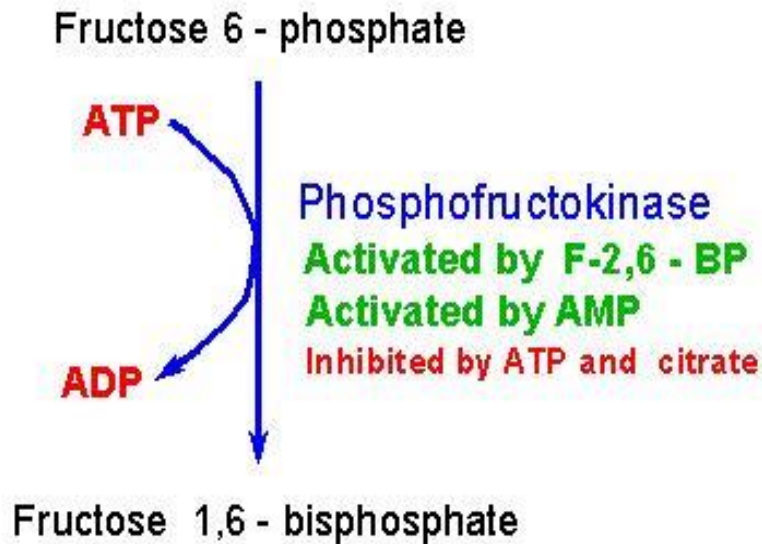 Fructose 6 - phosphate
ATP
Phosphofructokinase
Activated by F-2,6 - BP
Activated by AMP
Inhibited by ATP and citrate
ADP
Fructose 1,6 - bisphosphate